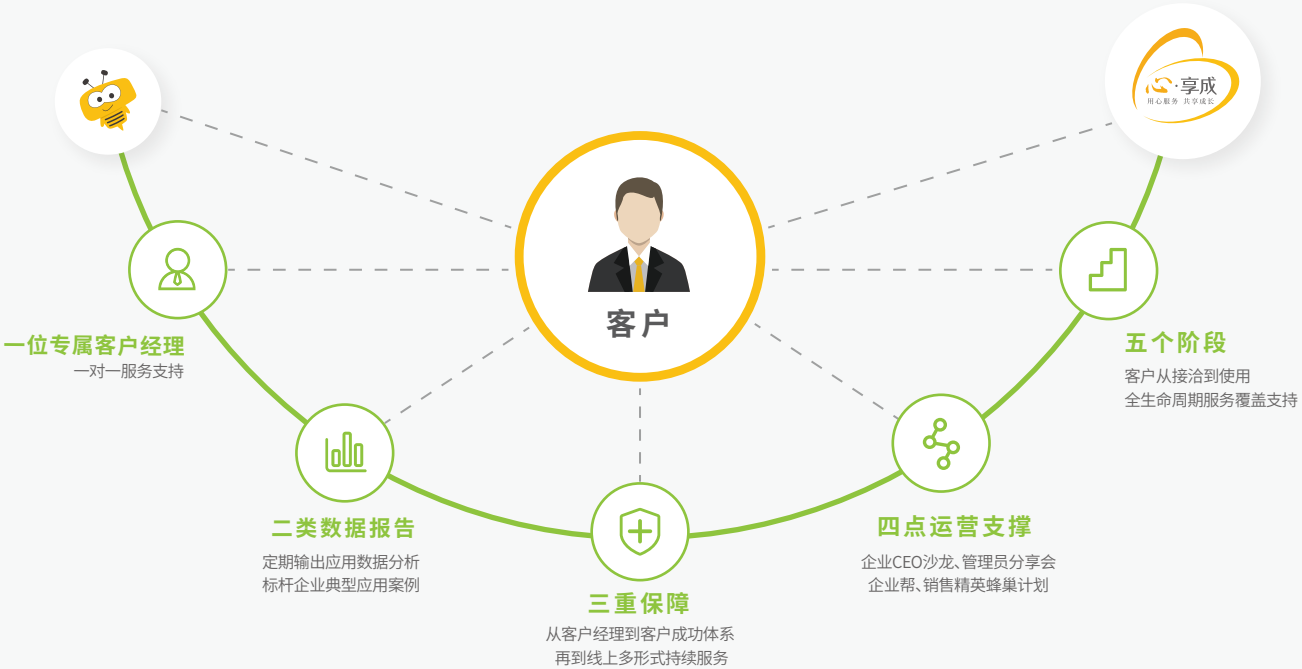 ·享成
用心服务 共享成长
客户
一位专属客户经理
一对一服务支持
二类数据报告
定期输出应用数据分析
标杆企业典型应用案例
三重保障
从客户经理到客户成功体系
再到线上多形式持续服务
四点运营支撑
企业CEO沙龙、管理员分享会
企业帮、销售精英蜂巢计划
五个阶段
客户从接洽到使用
全生命周期服务覆盖支持